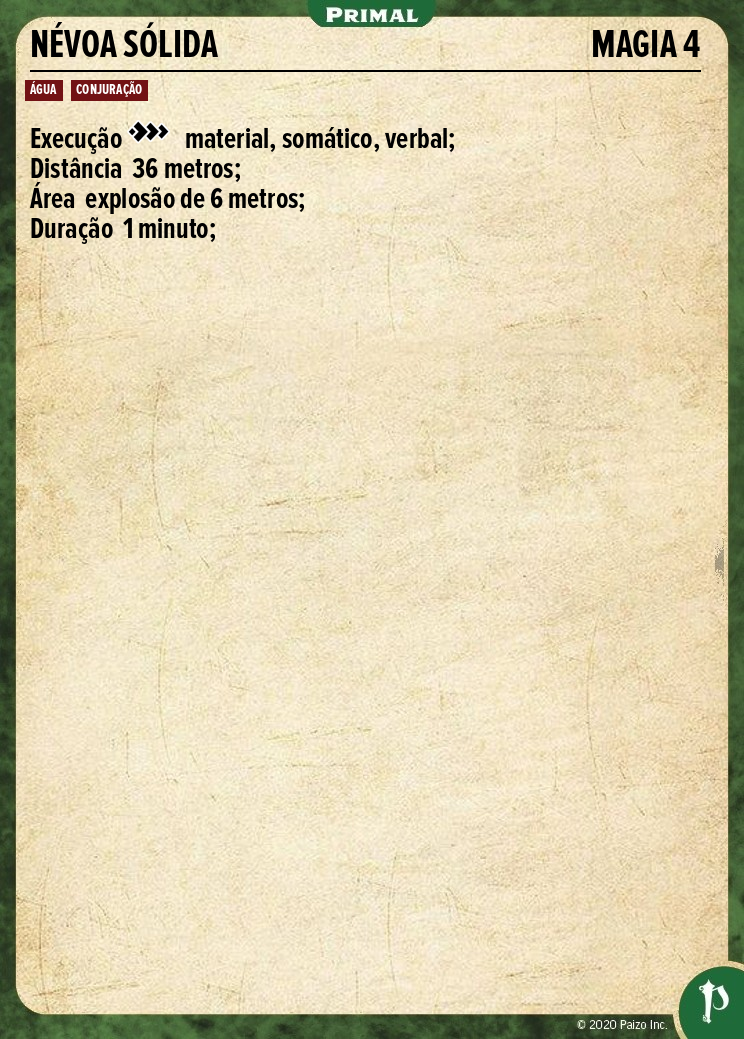 PRIMAL
NÉVOA SÓLIDA MAGIA 4
ÁGUA CONJURAÇÃO
Execução material, somático, verbal;
Distância 36 metros;
Área explosão de 6 metros;
Duração 1 minuto;
© 2020 Paizo Inc.